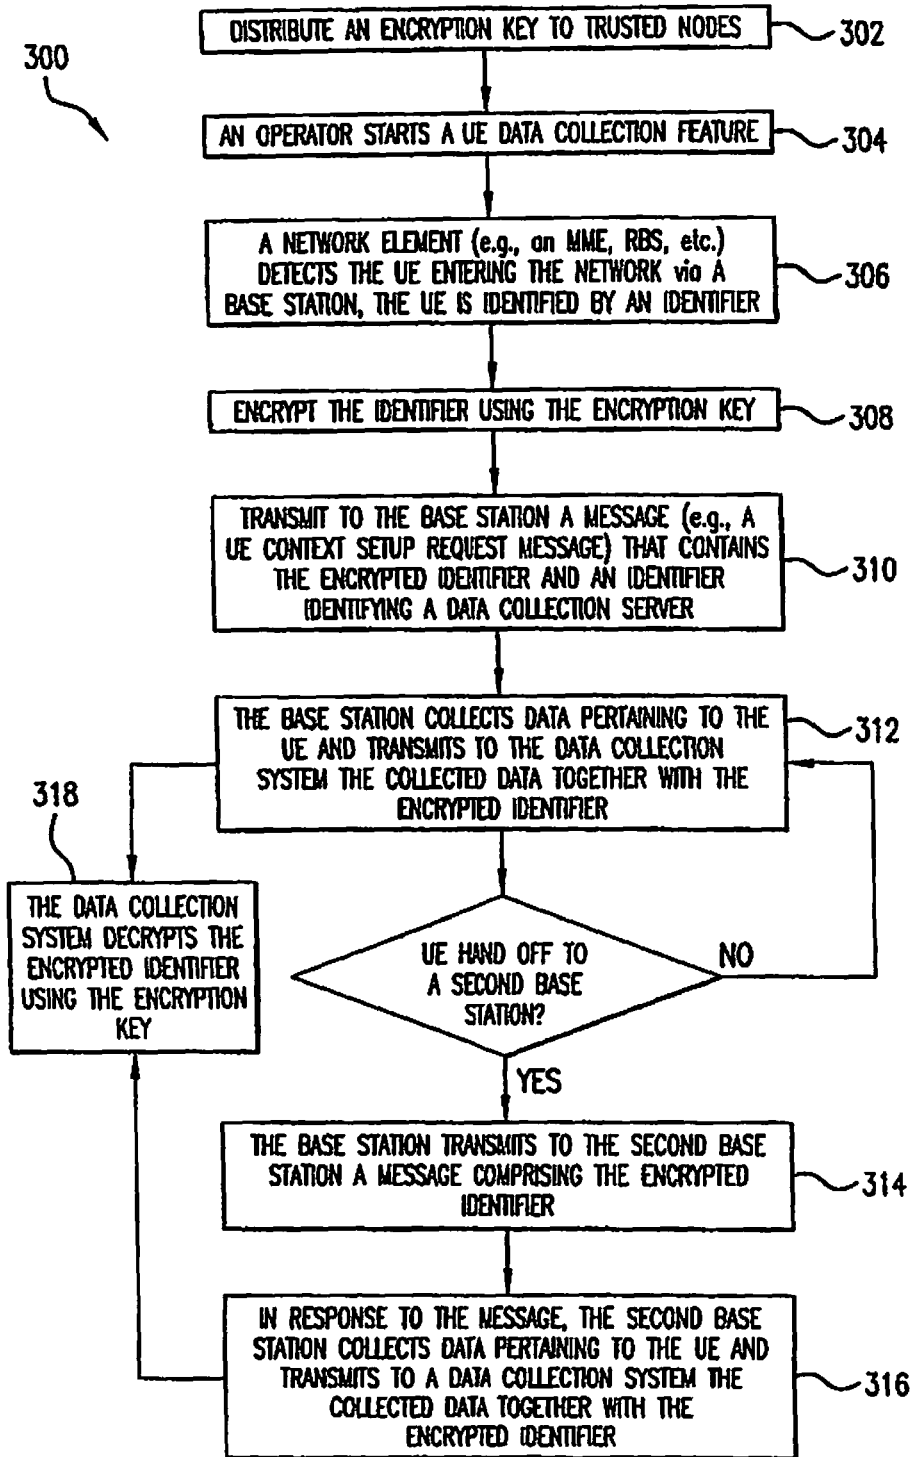 300
DISTRIBUTE AN ENCRYPTION KEY TO TRUSTED NODES
302
AN OPERATOR STARTS A UE DATA COLLECTION FEATURE
304
A NETWORK ELEMENT (e.g., an MME, RBS, etc.)
DETECTS THE UE ENTERING THE NETWORK via A
BASE STATION, THE UE IS IDENTIFIED BY AN IDENTIFIER
306
ENCRYPT THE IDENTIFIER USING THE ENCRYPTION KEY
308
TRANSMIT TO THE BASE STATION A MESSAGE (e.g., A
UE CONTEXT SETUP REQUEST MESSAGE) THAT CONTAINS
THE ENCRYPTED IDENTIFIER AND AN IDENTIFIER
IDENTIFYING A DATA COLLECTION SERVER
310
THE BASE STATION COLLECTS DATA PERTAINING TO THE
UE AND TRANSMITS TO THE DATA COLLECTION
SYSTEM THE COLLECTED DATA TOGETHER WITH THE
ENCRYPTED IDENTIFIER
312
318
THE DATA COLLECTION
SYSTEM DECRYPTS THE
ENCRYPTED IDENTIFIER
USING THE ENCRYPTION
KEY
UE HAND OFF TO
A SECOND BASE
STATION?
NO
YES
THE BASE STATION TRANSMITS TO THE SECOND BASE
STATION A MESSAGE COMPRISING THE ENCRYPTED
IDENTIFIER
314
IN RESPONSE TO THE MESSAGE, THE SECOND BASE
STATION COLLECTS DATA PERTAINING TO THE UE AND
TRANSMITS TO A DATA COLLECTION SYSTEM THE
COLLECTED DATA TOGETHER WITH THE
ENCRYPTED IDENTIFIER
316